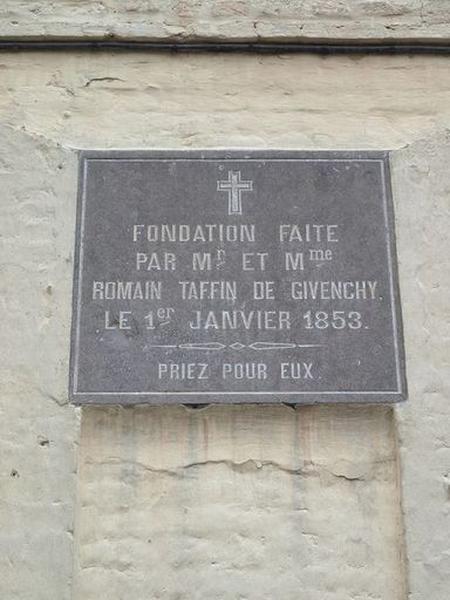 FONDATION FAITE
PAR Mr ET Mme
ROMAIN TAFFIN DE GIVENCHY.
LE 1er JANVIER 1853.
PRIEZ POUR EUX.